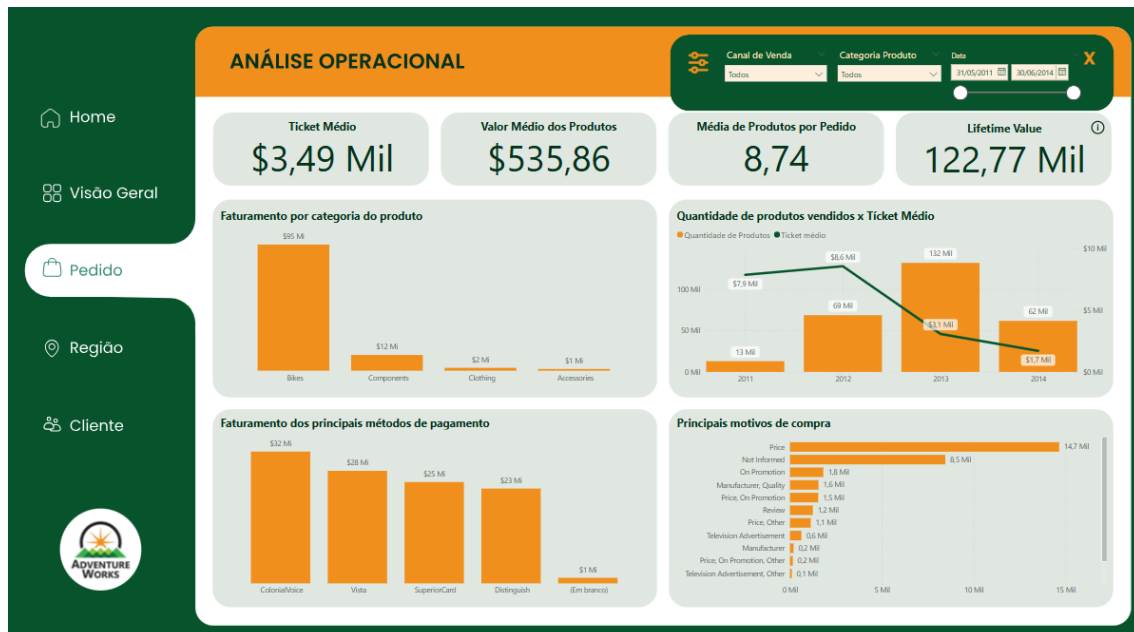 ANÁLISE OPERACIONAL
Canal de Venda
Todos
Categoria Produto
Todos
Data
31/05/2011
30/06/2014
X
Home
Visão Geral
Pedido
Região
Cliente
ADVENTURE
WORKS
Ticket Médio
$3,49 Mil
Valor Médio dos Produtos
$535,86
Média de Produtos por Pedido
8,74
Lifetime Value
122,77 Mil
Faturamento por categoria do produto
$95 Mi
$12 Mi
$2 Mi
$1 Mi
Bikes
Components
Clothing
Accessories
Quantidade de produtos vendidos x Ticket Médio
Quantidade de Produtos
Ticket médio
100 Mil
50 Mil
0 Mil
$10 Mil
$5 Mil
$0 Mil
$7,9 Mil
$8,6 Mil
$3,1 Mil
$1,7 Mil
13 Mil
69 Mil
132 Mil
62 Mil
2011
2012
2013
2014
Faturamento dos principais métodos de pagamento
$32 Mi
$28 Mi
$25 Mi
$23 Mi
$1 Mi
ColonialVoice
Vista
SuperiorCard
Distinguish
(Em branco)
Principais motivos de compra
Price 14,7 Mil
Not Informed 8,5 Mil
On Promotion 1,8 Mil
Manufacturer, Quality 1,6 Mil
Price, On Promotion 1,5 Mil
Review 1,2 Mil
Price, Other 1,1 Mil
Television Advertisement 0,6 Mil
Manufacturer 0,2 Mil
Price, On Promotion, Other 0,2 Mil
Television Advertisement, Other 0,1 Mil
0 Mil
5 Mil
10 Mil
15 Mil